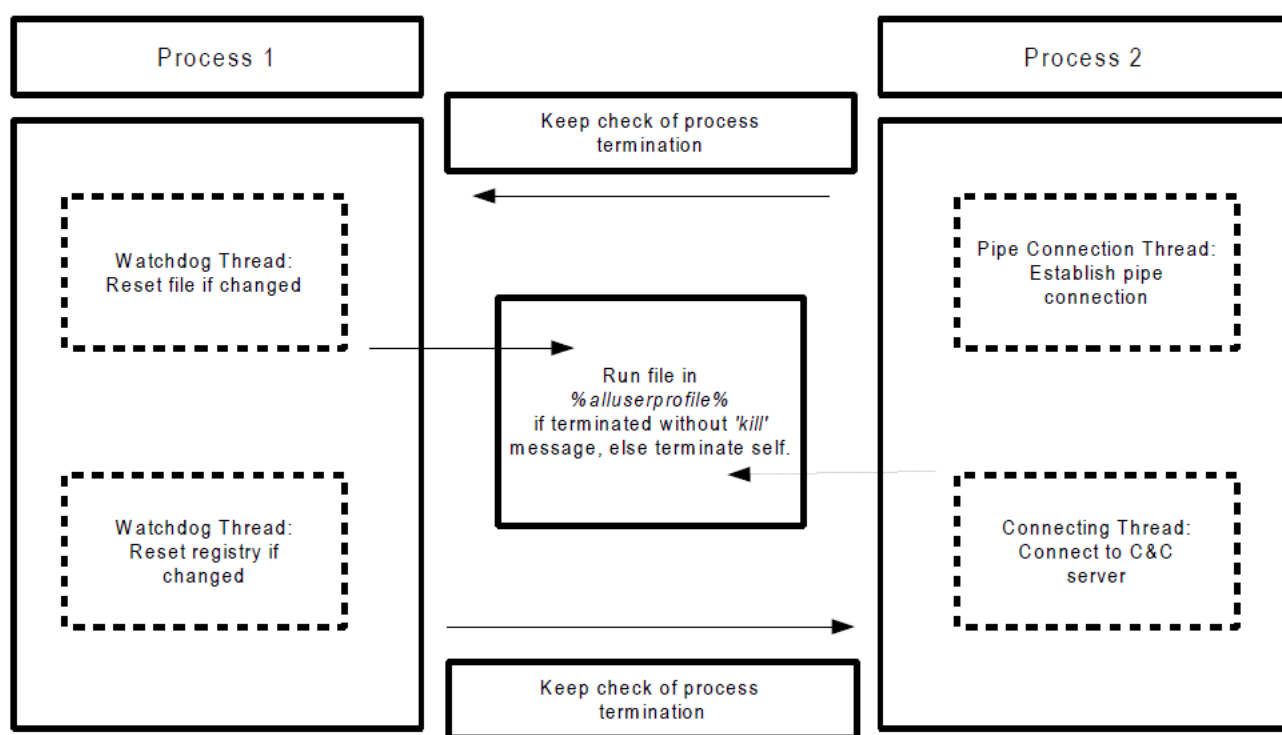 Process 1
Process 2
Keep check of process
termination
Watchdog Thread:
Reset file if changed
Pipe Connection Thread:
Establish pipe
connection
Run file in
%alluserprofile%
if terminated without 'kill'
message, else terminate self.
Watchdog Thread:
Reset registry if
changed
Connecting Thread:
Connect to C&C
server
Keep check of process
termination